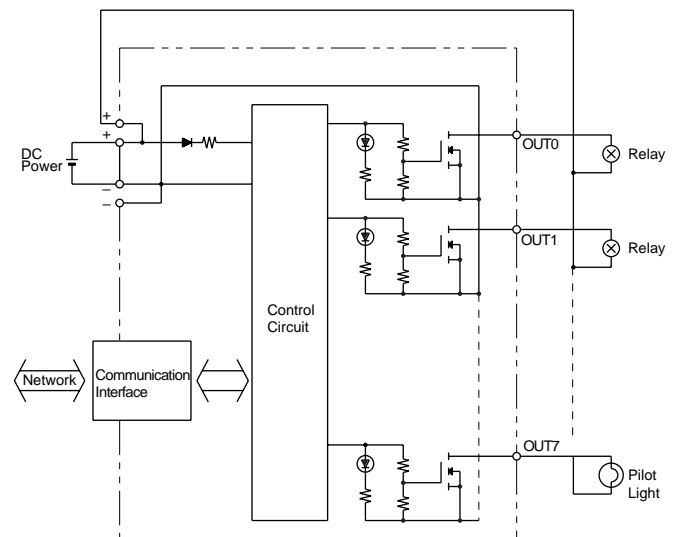 +
+
DC
Power
−
−
OUT0
Relay
OUT1
Relay
Control
Circuit
Network
Communication
Interface
OUT7
Pilot
Light